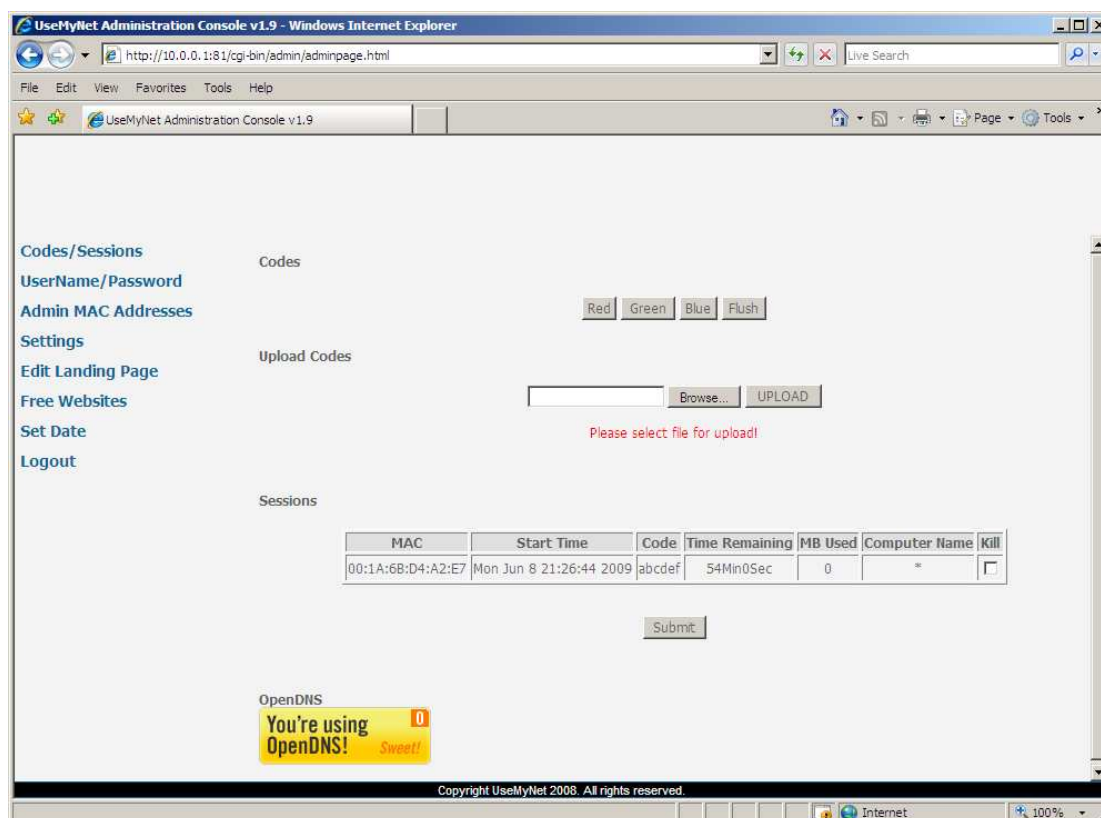 UseMyNet Administration Console v1.9 - Windows Internet Explorer
http://10.0.0.1:81/cgi-bin/admin/adminpage.html
Live Search
File Edit View Favorites Tools Help
UseMyNet Administration Console v1.9
Page Tools
Codes/Sessions
UserName/Password
Admin MAC Addresses
Settings
Edit Landing Page
Free Websites
Set Date
Logout
Codes
Red Green Blue Flush
Upload Codes
Browse... UPLOAD
Please select file for upload!
Sessions
MAC Start Time Code Time Remaining MB Used Computer Name Kill
00:1A:6B:D4:A2:E7 Mon Jun 8 21:26:44 2009 abcdef 54Min0Sec 0 *
Submit
OpenDNS
You're using 0
OpenDNS! Sweet!
Copyright UseMyNet 2008. All rights reserved.
Internet 100%